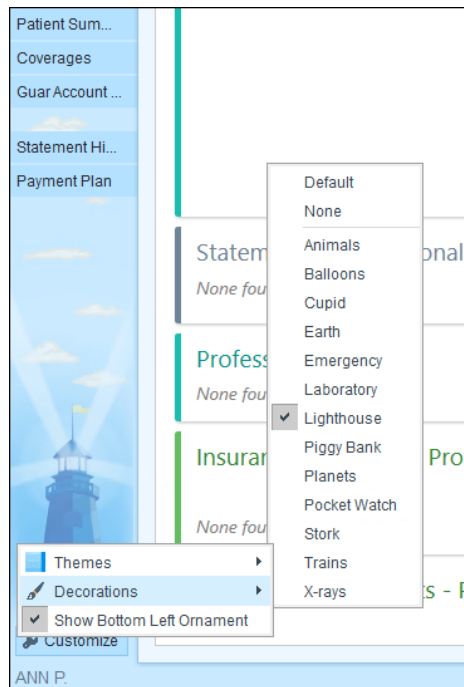 Patient Sum...
Coverages
Guar Account ...
Statement Hi...
Payment Plan
Default
None
Animals
Balloons
Cupid
Earth
Emergency
Laboratory
Lighthouse
Piggy Bank
Planets
Pocket Watch
Stork
Trains
X-rays
Statem
onal
None fou
Profess
None fou
Insurar
Pro
None fou
ts - P
Themes
Decorations
Show Bottom Left Ornament
Customize
ANN P.